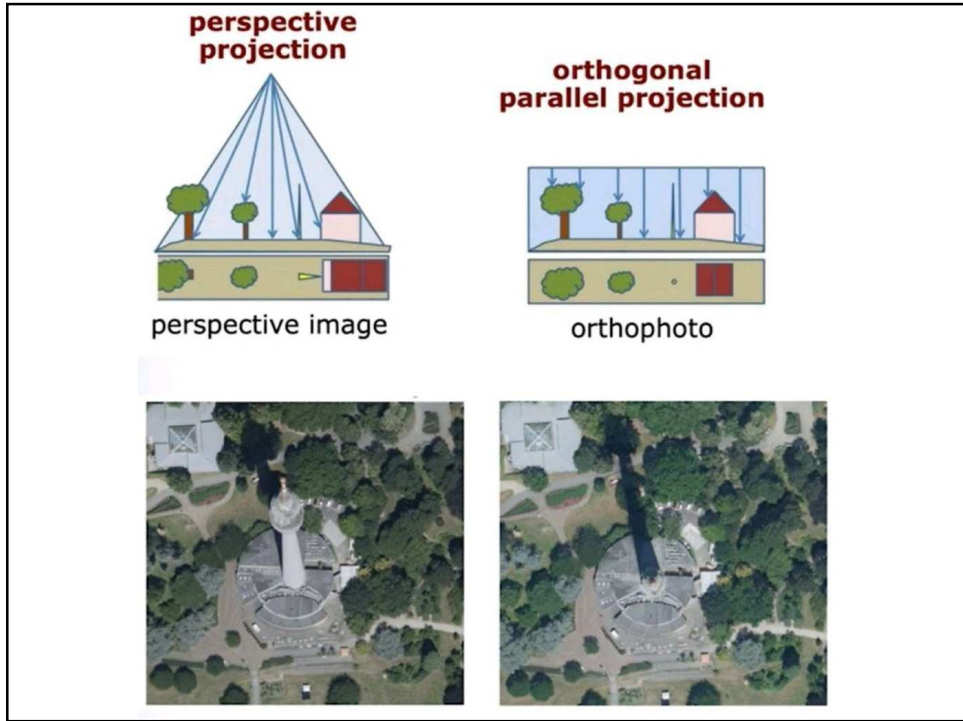 perspective
projection
orthogonal
parallel projection
perspective image
orthophoto